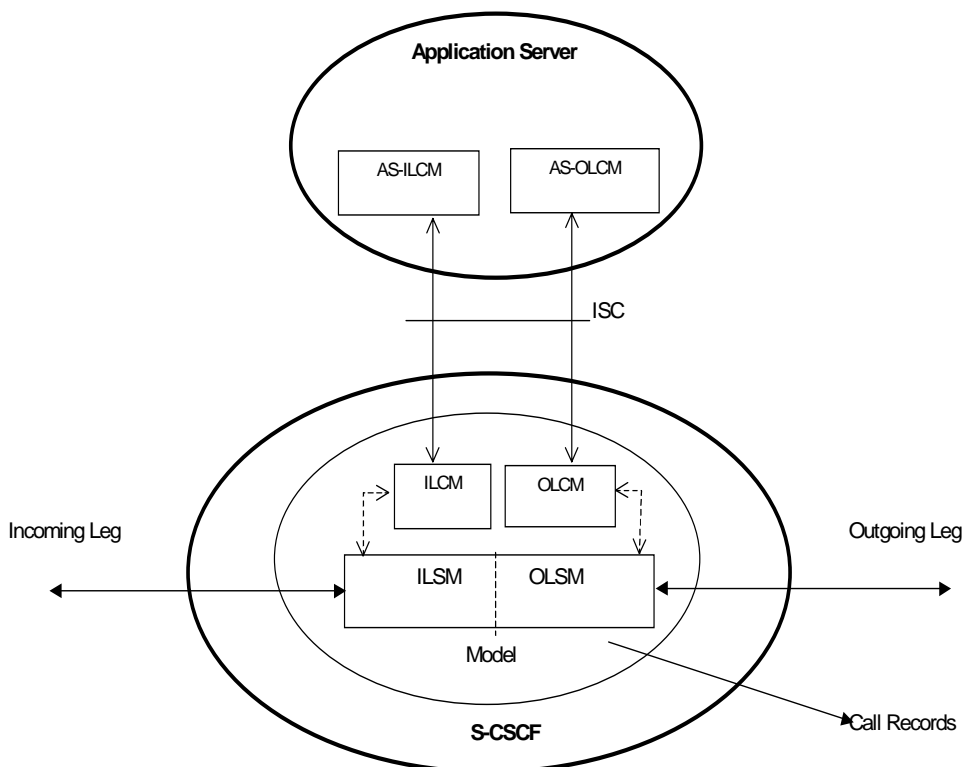 Application Server
AS-ILCM
AS-OLCM
ISC
ILCM
OLCM
Incoming Leg
Outgoing Leg
ILSM
OLSM
Model
S-CSCF
Call Records